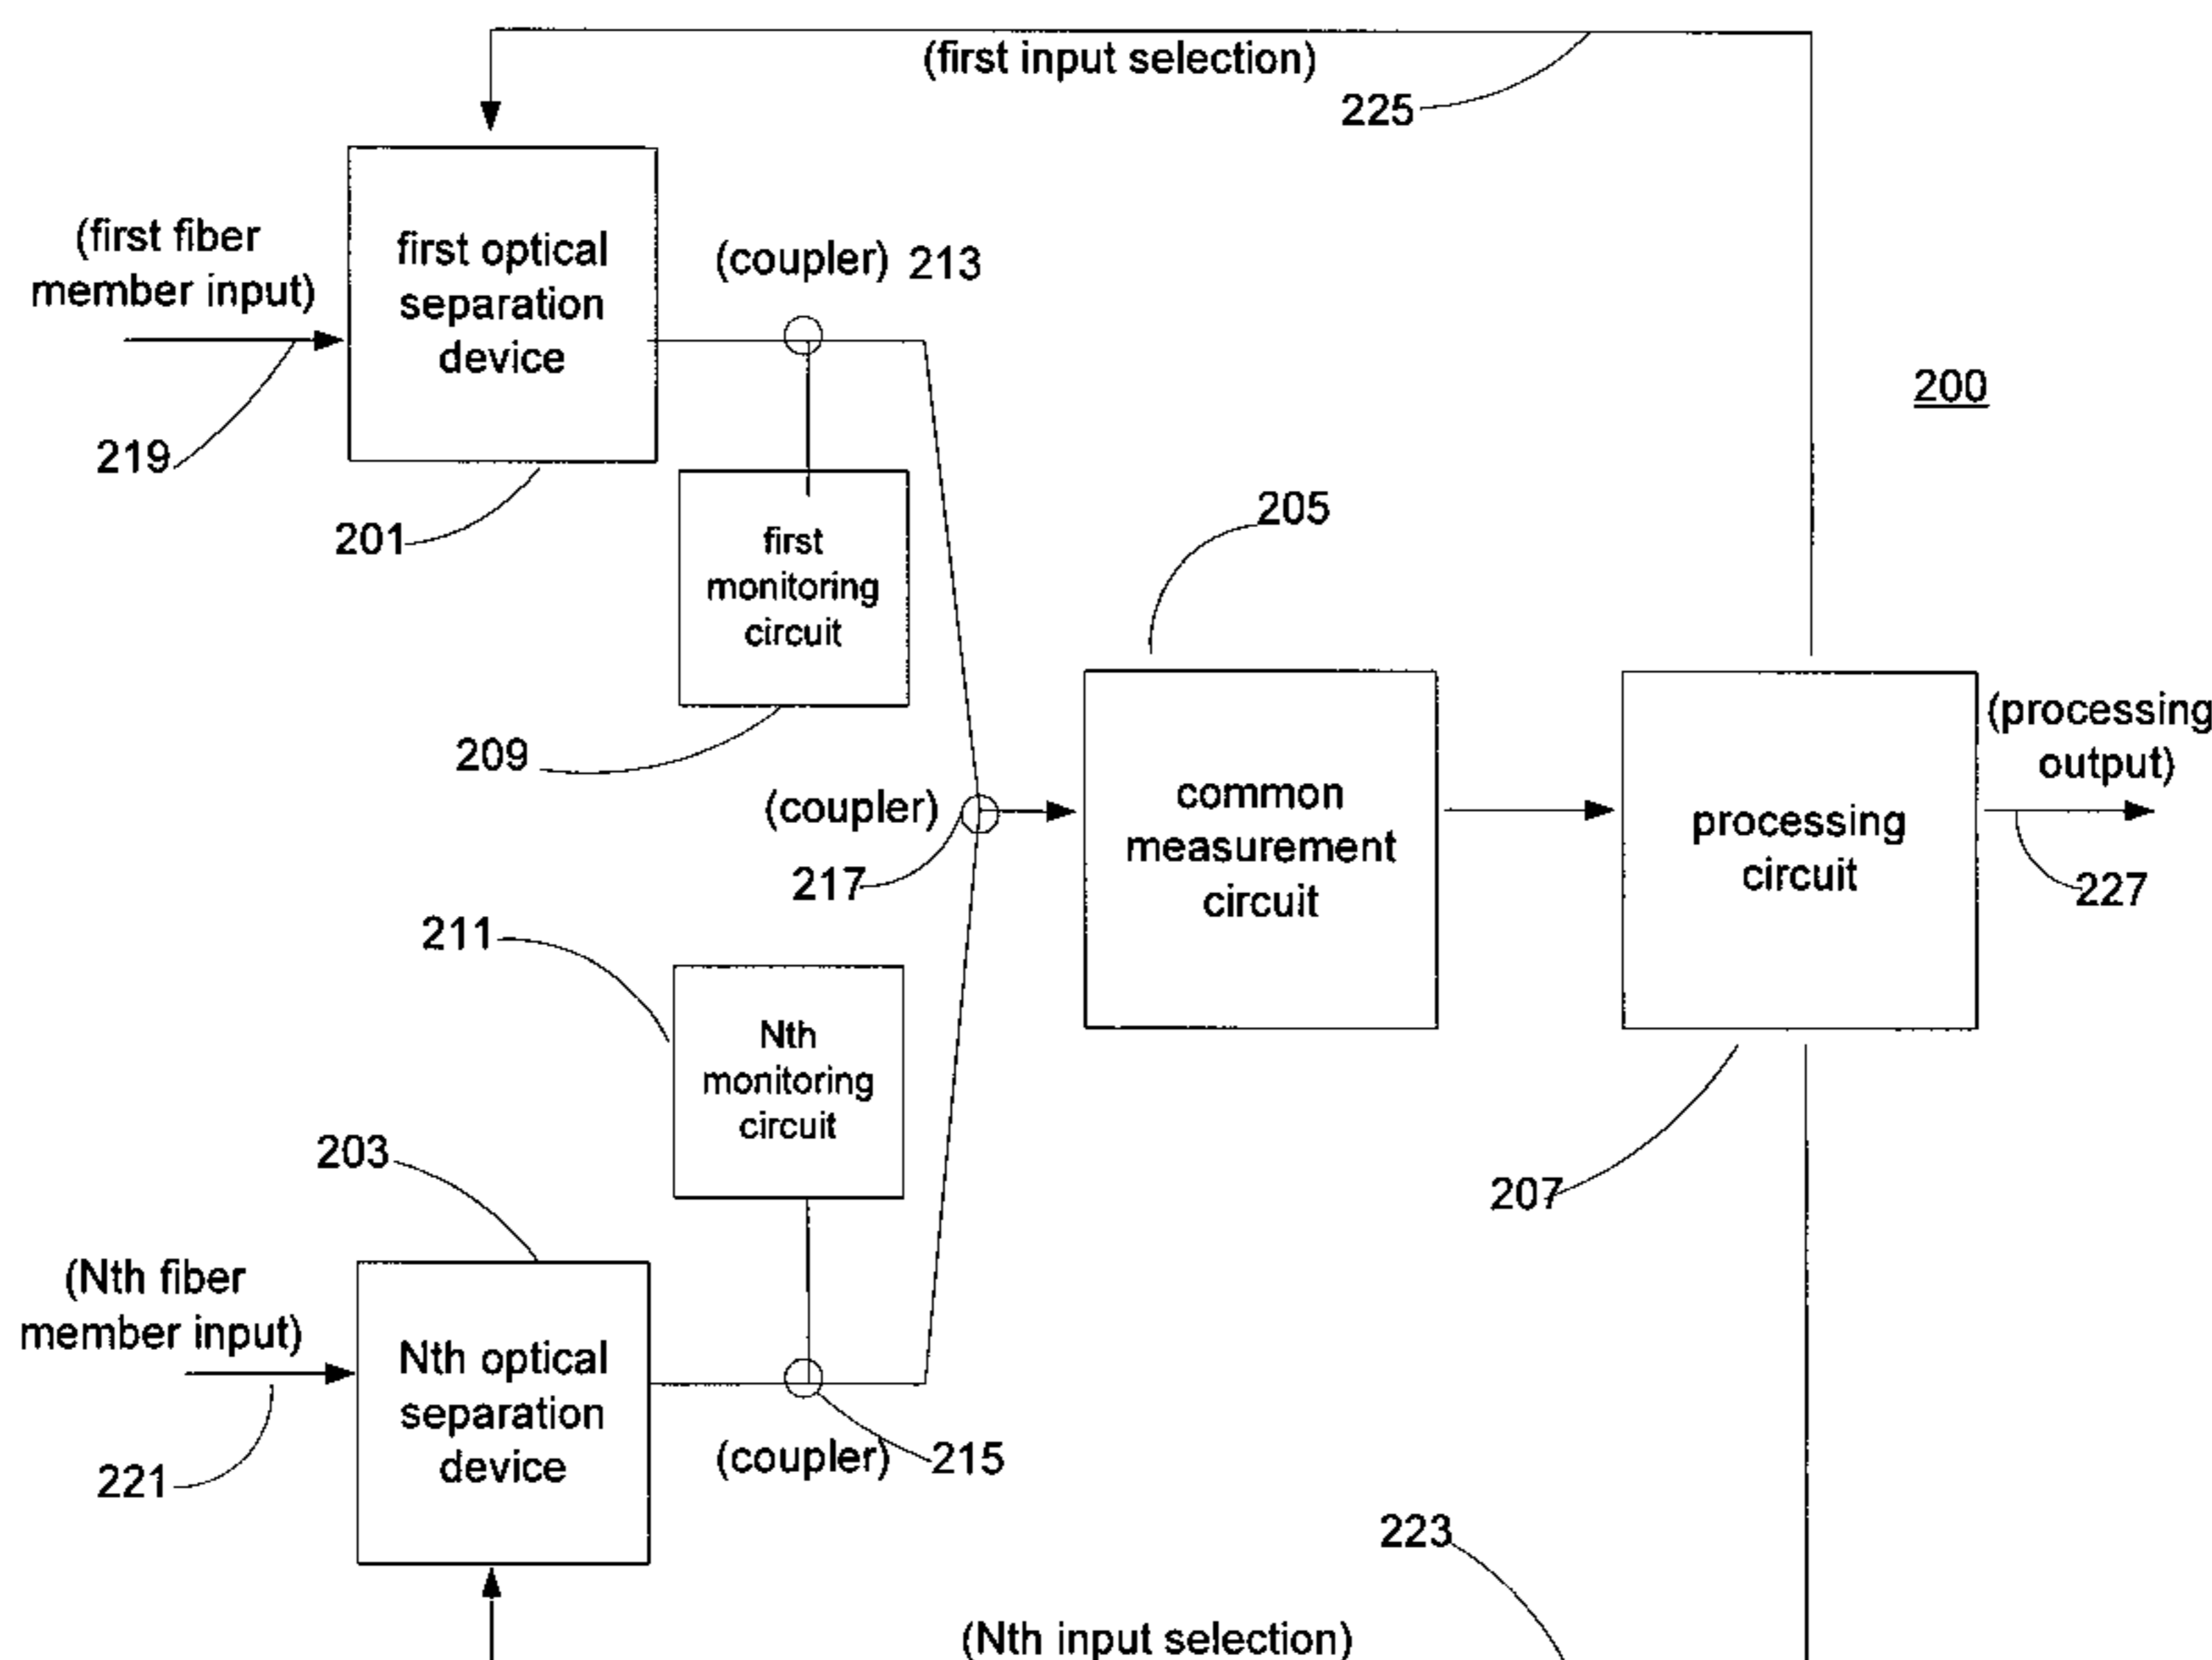 (first input selection)
225
(first fiber
member input)
first optical
separation
device
(coupler) 213
200
219
201
first
monitoring
circuit
205
209
(processing
output)
(coupler)
217
common
measurement
circuit
processing
circuit
227
211
Nth
monitoring
circuit
203
207
(Nth fiber
member input)
Nth optical
separation
device
221
(coupler)
215
223
(Nth input selection)